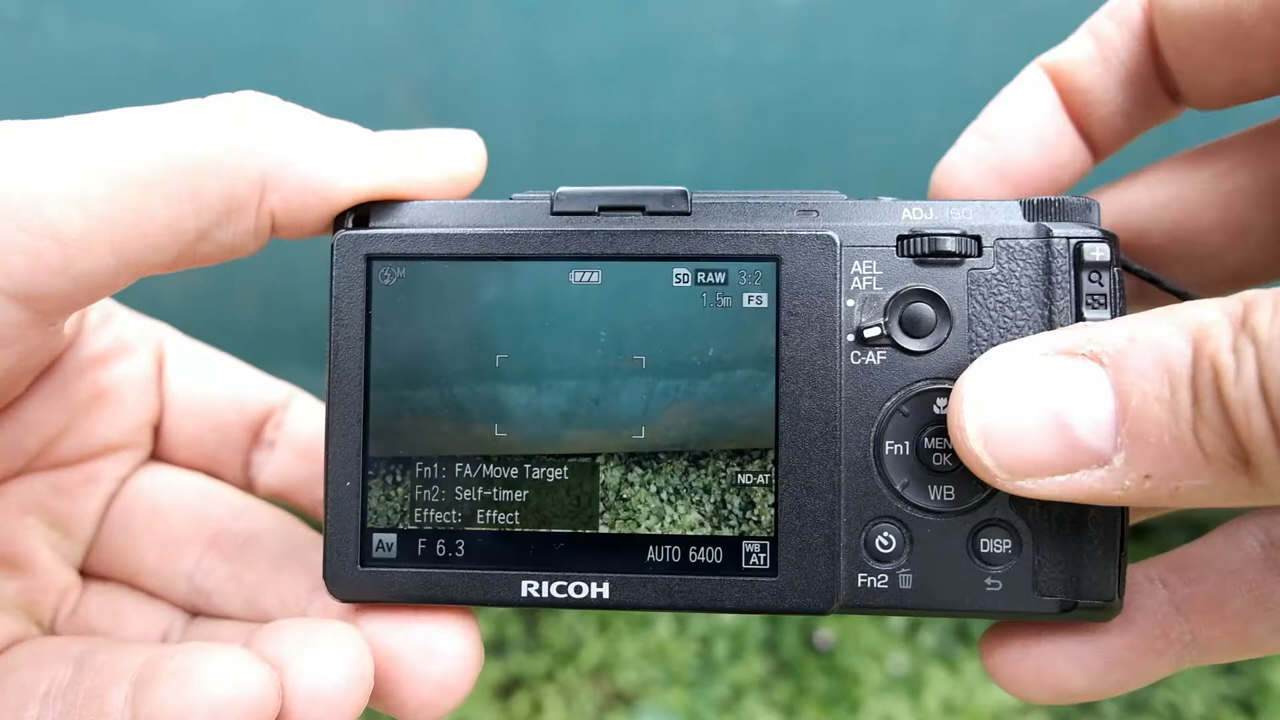 ADJ. ISO
AEL
AFL
C-AF
M
SD RAW 3:2
1.5m FS
Fn1: FA/Move Target
Fn2: Self-timer
Effect: Effect
ND-AT
Av F 6.3 AUTO 6400 WB AT
RICOH
Fn1
MEN
OK
WB
DISP.
Fn2